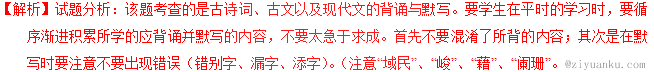 【解析】试题分析：该题考查的是古诗词、古文以及现代文的背诵与默写。要学生在平时的学习时，要循
序渐进积累所学的应背诵并默写的内容，不要太急于求成。首先不要混淆了所背的内容；其次是在默
写时要注意不要出现错误（错别字、漏字、添字）。（注意“域民”、“峻”、“藉”、“阑珊”。
@ziyuanku.com